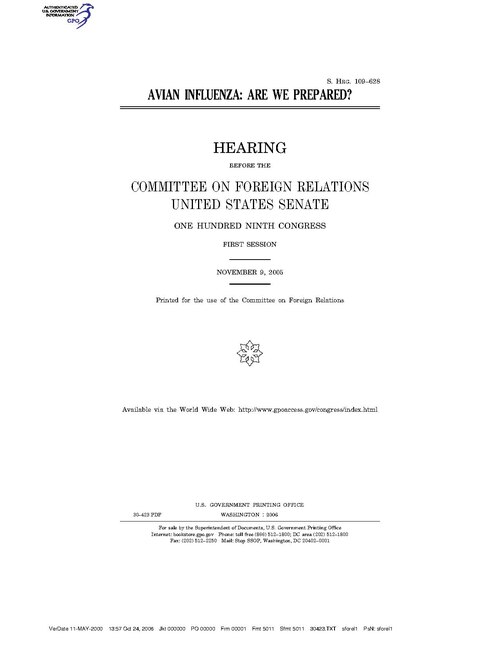 AUTHENTICATED
U.S. GOVERNMENT
INFORMATION
GPO
S. HRG. 109–628
AVIAN INFLUENZA: ARE WE PREPARED?
HEARING
BEFORE THE
COMMITTEE ON FOREIGN RELATIONS
UNITED STATES SENATE
ONE HUNDRED NINTH CONGRESS
FIRST SESSION
NOVEMBER 9, 2005
Printed for the use of the Committee on Foreign Relations
Available via the World Wide Web: http://www.gpoaccess.gov/congress/index.html
U.S. GOVERNMENT PRINTING OFFICE
30–423 PDF WASHINGTON : 2006
For sale by the Superintendent of Documents, U.S. Government Printing Office
Internet: bookstore.gpo.gov Phone: toll free (866) 512–1800; DC area (202) 512–1800
Fax: (202) 512–2250 Mail: Stop SSOP, Washington, DC 20402–0001
VerDate 11-MAY-2000 13:57 Oct 24, 2006 Jkt 000000 PO 00000 Frm 00001 Fmt 5011 Sfmt 5011 30423.TXT sforel1 PsN: sforel1